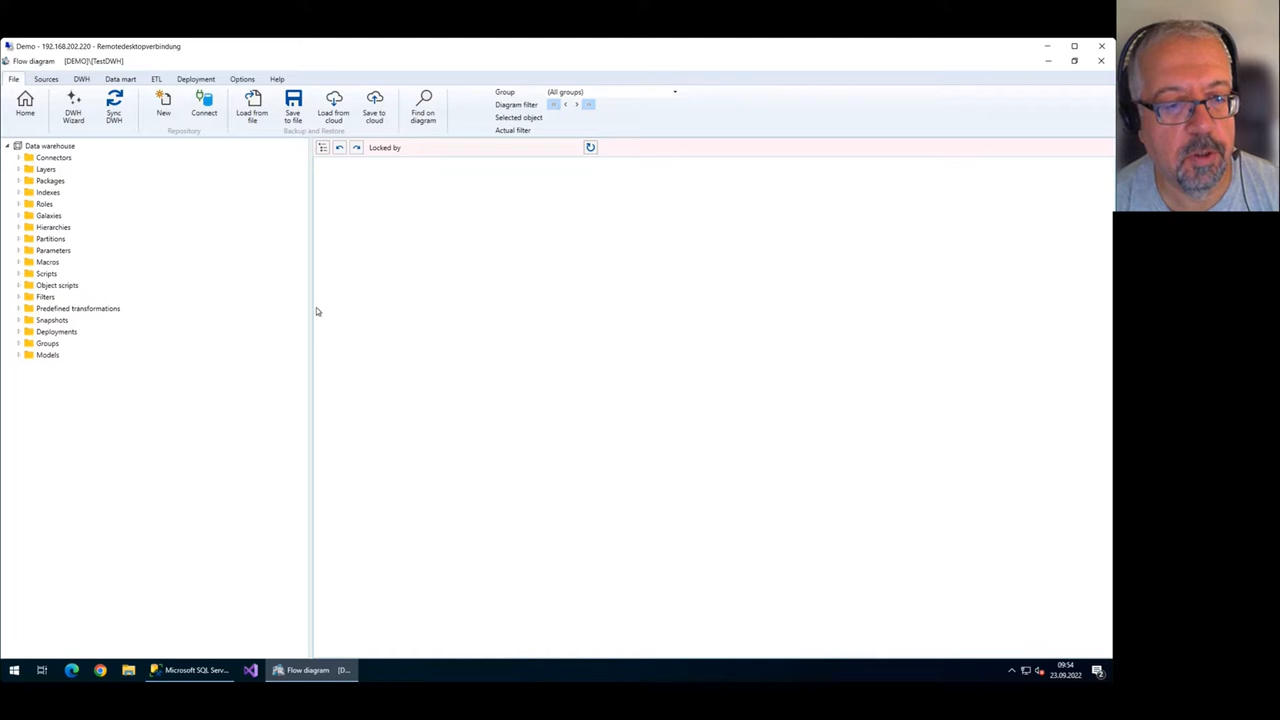 Demo - 192.168.202.220 - Remotedesktopverbindung
Flow diagram [DEMO]\[TestDWH]
File Sources DWH Data mart ETL Deployment Options Help
Home
DWH Wizard
Sync DWH
New
Connect
Load from file
Save to file
Load from cloud
Save to cloud
Find on diagram
Repository
Backup and Restore
Group (All groups)
Diagram filter
Selected object
Actual filter
Data warehouse
Connectors
Layers
Packages
Indexes
Roles
Galaxies
Hierarchies
Partitions
Parameters
Macros
Scripts
Object scripts
Filters
Predefined transformations
Snapshots
Deployments
Groups
Models
Locked by
Microsoft SQL Serv...
Flow diagram [D...
09:54
23.09.2022
2